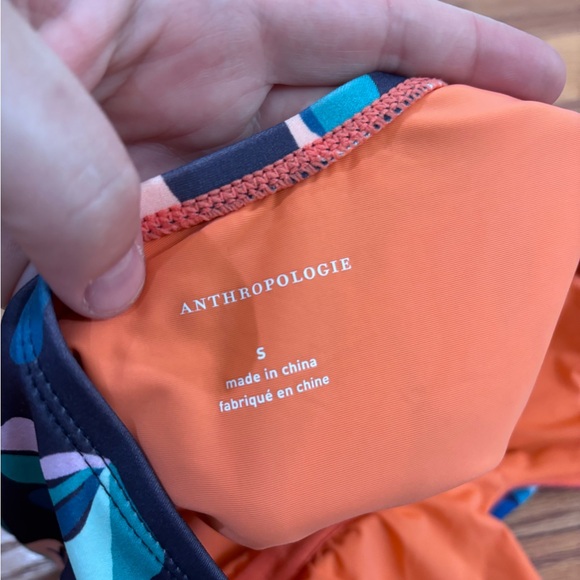 ANTHROPOLOGIE
S
made in china
fabriqué en chine